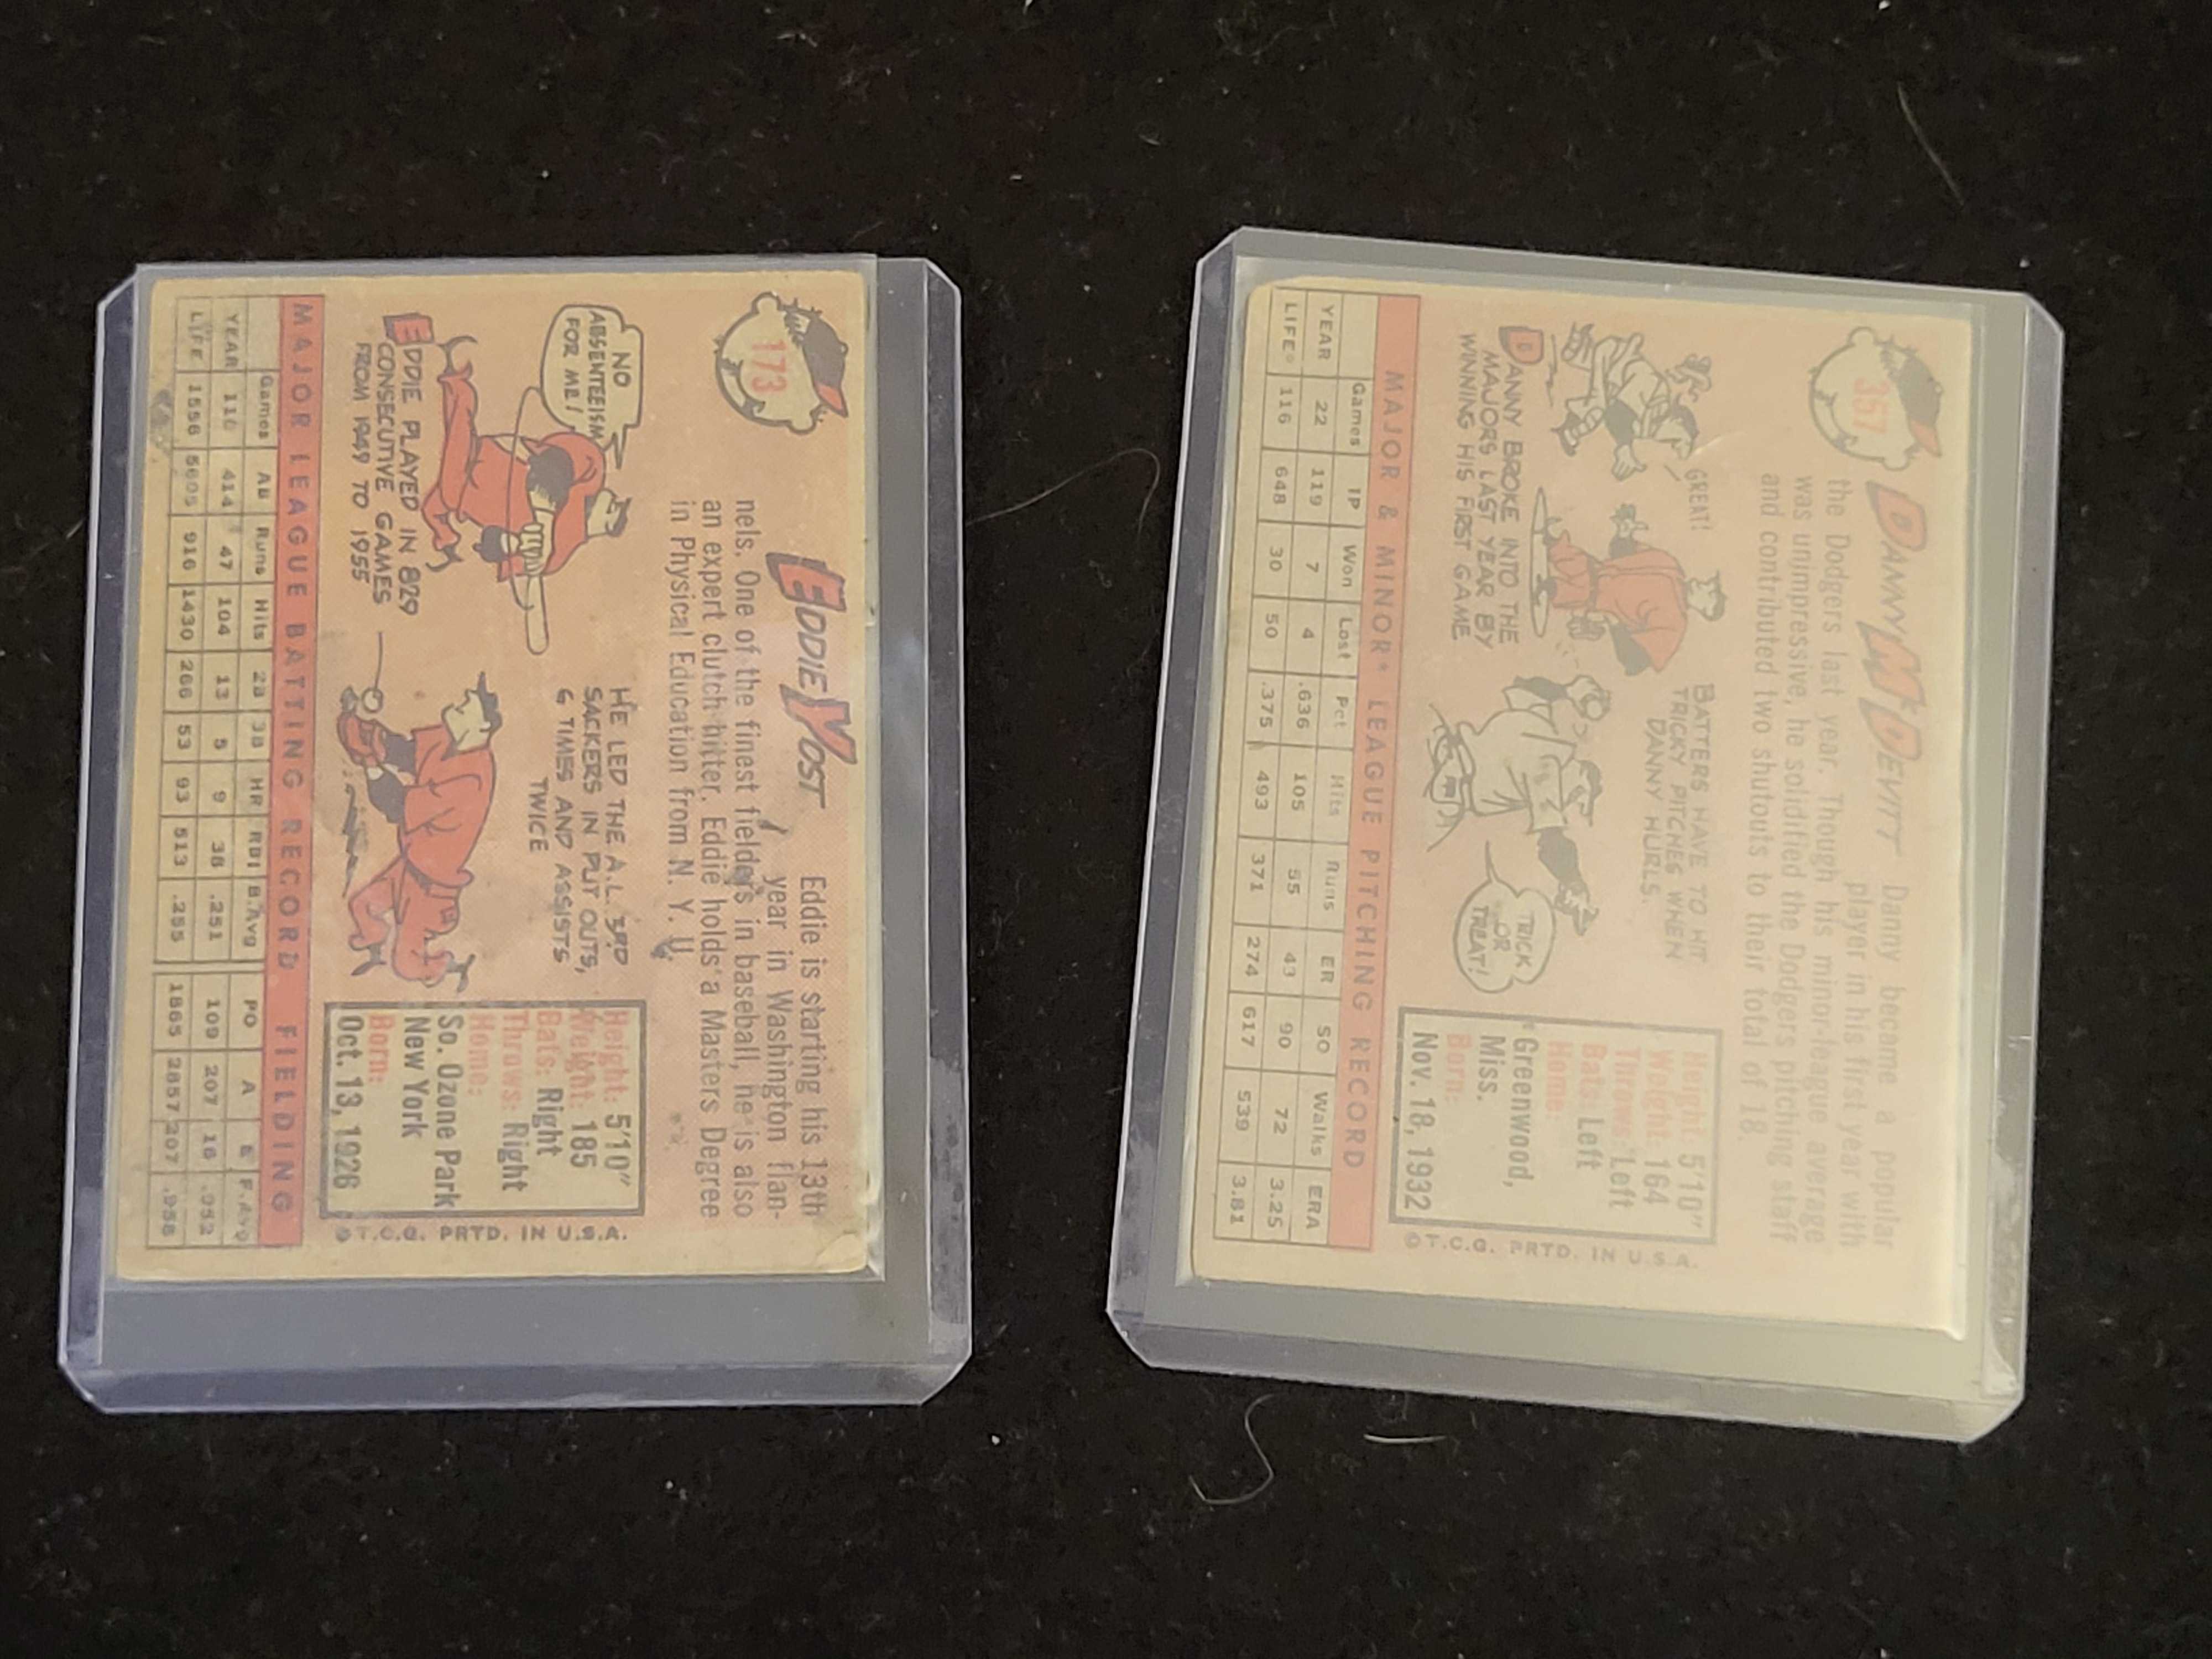 173
EDDIE YOST
Eddie is starting his 13th
year in Washington flan-
nels. One of the finest fielders in baseball, he is also
an expert clutch hitter. Eddie holds a Masters Degree
in Physical Education from N. Y. U.
NO
ABSENTEEISM
FOR ME!
EDDIE PLAYED IN 829
CONSECUTIVE GAMES
FROM 1949 TO 1955
HE LED THE A.L. 3RD
SACKERS IN PUT OUTS,
6 TIMES AND ASSISTS
TWICE
Height: 5'10"
Weight: 185
Bats: Right
Throws: Right
Home:
So. Ozone Park
New York
Born:
Oct. 13, 1926
©T.C.G. PRTD. IN U.S.A.
MAJOR LEAGUE BATTING RECORD FIELDING
Games AB Runs Hits 2B 3B HR RBI B.Avg PO A E F.Avg
YEAR 110 414 47 104 13 5 9 38 .251 109 207 16 .952
LIFE 1556 5605 916 1430 266 53 93 513 .255 1865 2857 207 .958
357
DANNY McDEVITT
Danny became a popular
player in his first year with
the Dodgers last year. Though his minor-league average
was unimpressive, he solidified the Dodgers pitching staff
and contributed two shutouts to their total of 18.
GREAT!
DANNY BROKE INTO THE
MAJORS LAST YEAR BY
WINNING HIS FIRST GAME
BATTERS HAVE TO HIT
TRICKY PITCHES WHEN
DANNY HURLS.
TRICK
OR
TREAT!
Height: 5'10"
Weight: 164
Throws: Left
Bats: Left
Home:
Greenwood,
Miss.
Born:
Nov. 18, 1932
©T.C.G. PRTD. IN U.S.A.
MAJOR & MINOR* LEAGUE PITCHING RECORD
Games IP Won Lost Pct Hits Runs ER SO Walks ERA
YEAR 22 119 7 4 .636 105 55 43 90 72 3.25
LIFE* 116 648 30 50 .375 493 371 274 617 539 3.81